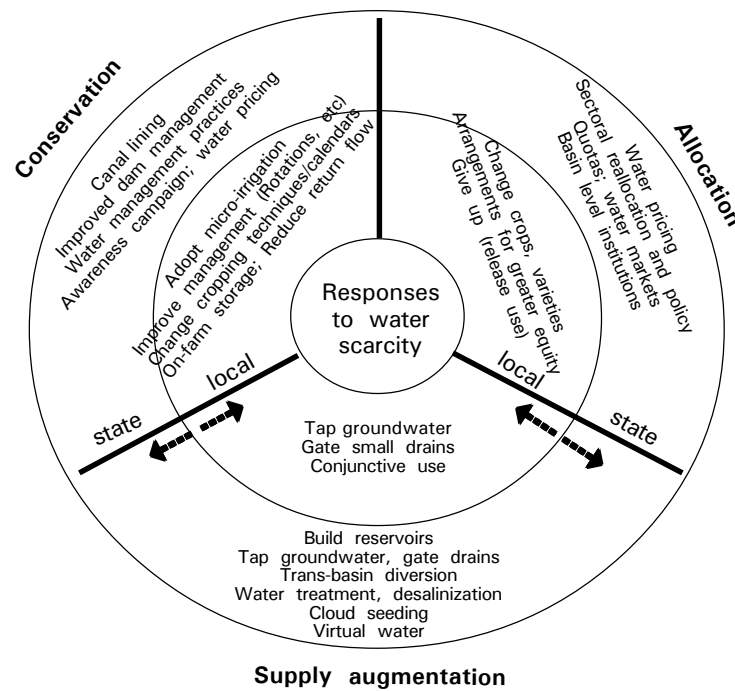 Conservation
Canal lining
Improved dam management
Water management practices
Awareness campaign; water pricing
Adopt micro-irrigation
Improve management (Rotations, etc)
Change cropping techniques/calendars
On-farm storage; Reduce return flow
Allocation
Water pricing
Sectoral reallocation and policy
Quotas; water markets
Basin level institutions
Change crops, varieties
Arrangements for greater equity
Give up (release use)
Responses
to water
scarcity
local
state
local
state
Tap groundwater
Gate small drains
Conjunctive use
Build reservoirs
Tap groundwater, gate drains
Trans-basin diversion
Water treatment, desalinization
Cloud seeding
Virtual water
Supply augmentation